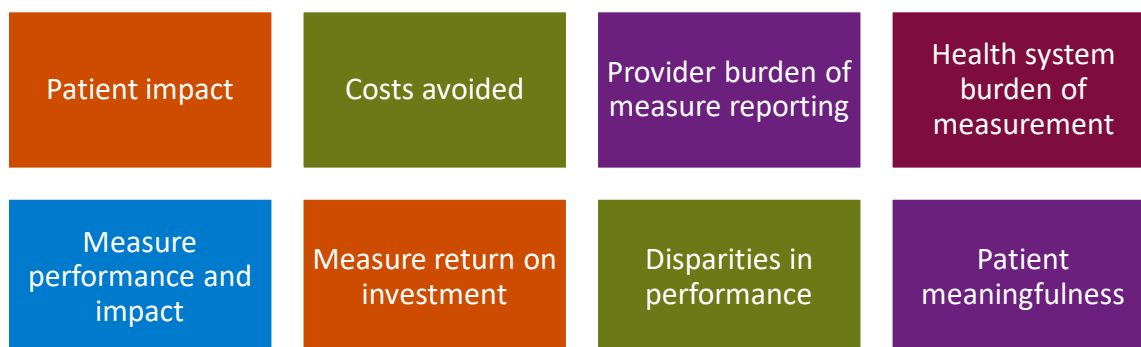 Patient impact
Costs avoided
Provider burden of
measure reporting
Health system
burden of
measurement
Measure
performance and
impact
Measure return on
investment
Disparities in
performance
Patient
meaningfulness